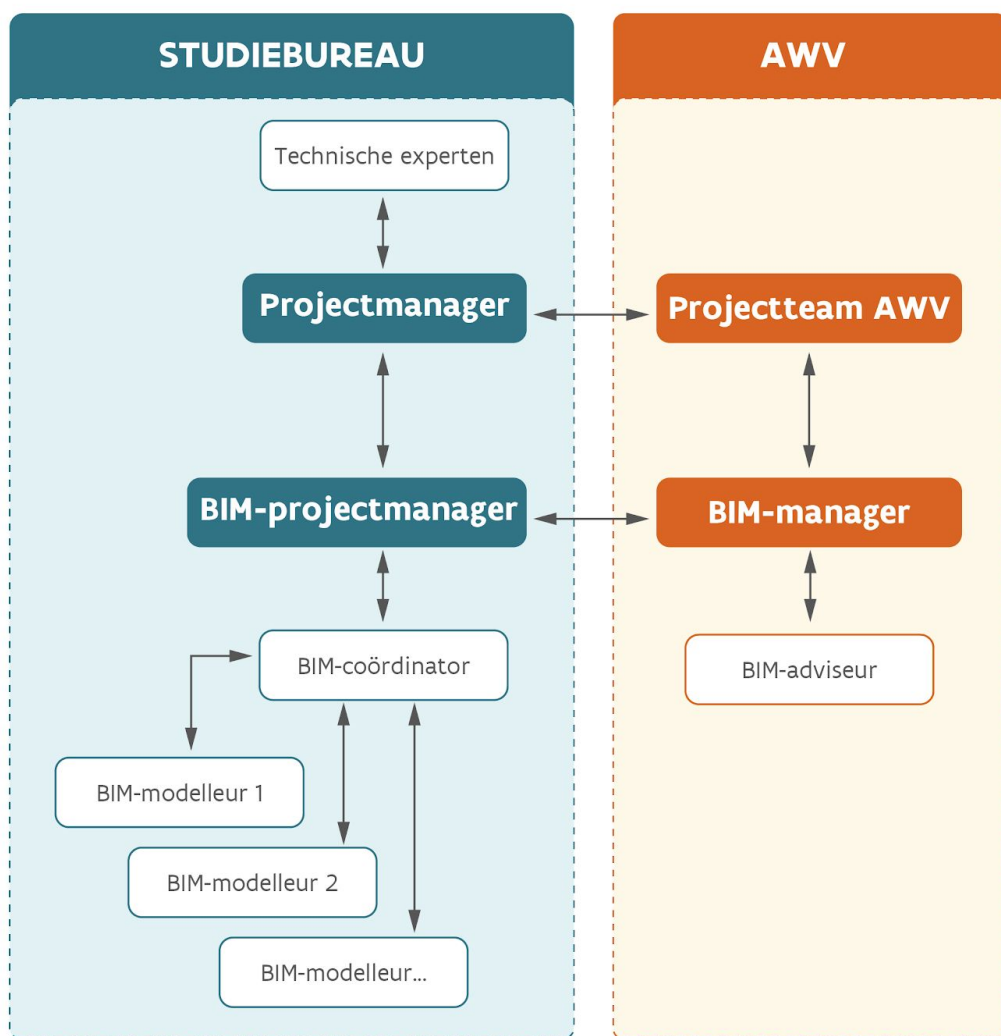 STUDIEBUREAU
Technische experten
Projectmanager
BIM-projectmanager
BIM-coördinator
BIM-modelleur 1
BIM-modelleur 2
BIM-modelleur...
AWV
Projectteam AWV
BIM-manager
BIM-adviseur